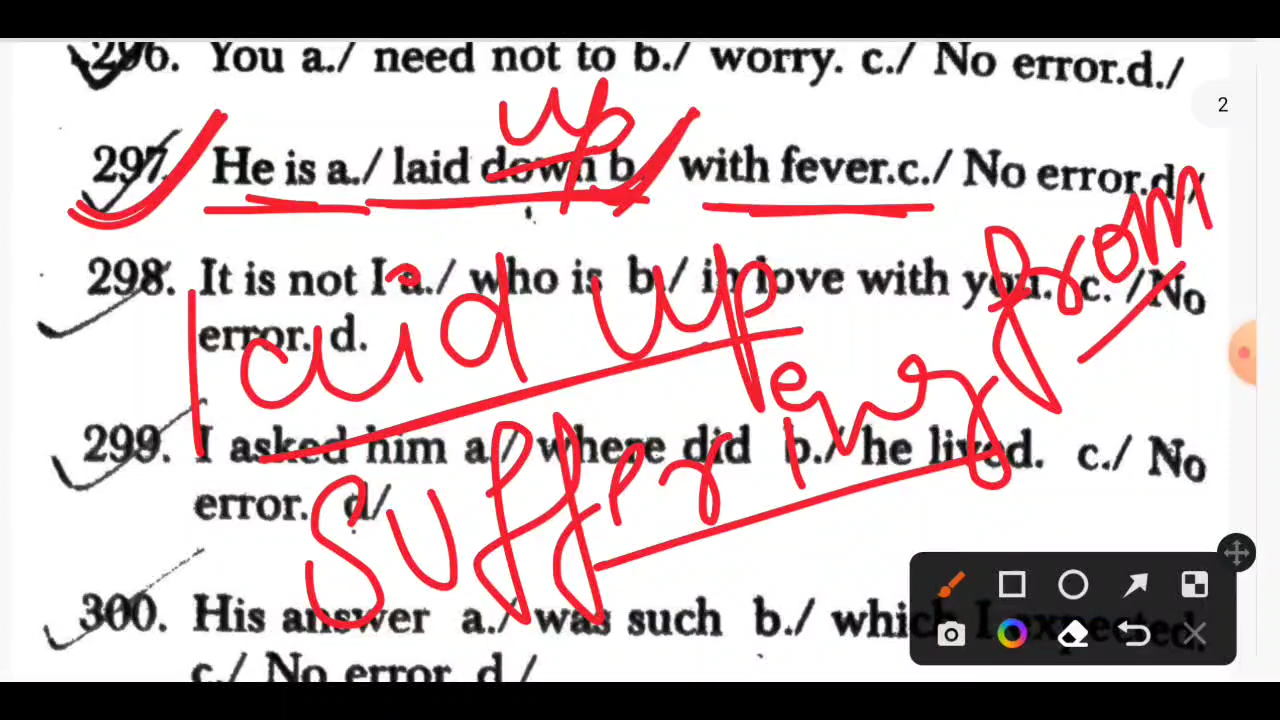 296. You a./ need not to b./ worry. c./ No error.d./
up
297. He is a./ laid down b./ with fever.c./ No error.d/
2
298. It is not I a./ who is b./ in love with you. c. /No
error. d.
laid up
from
299. I asked him a./ where did b./ he lived. c./ No
error. d/
suffering
300. His answer a./ was such b./ which I expected.
c./ No error d /